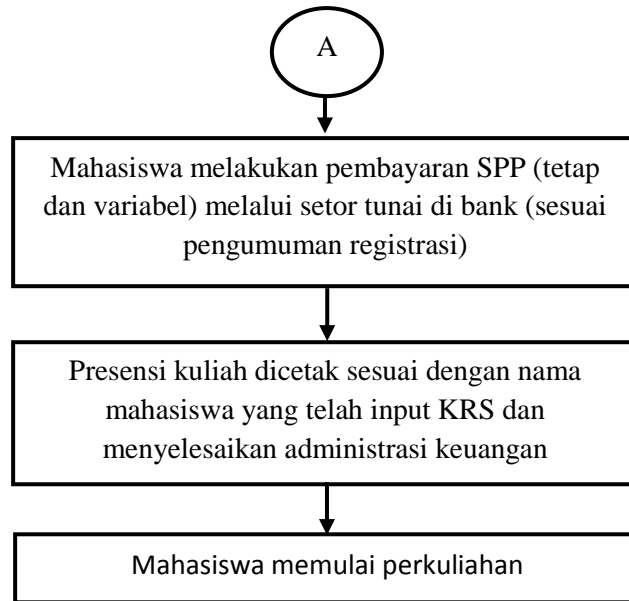 A
Mahasiswa melakukan pembayaran SPP (tetap
dan variabel) melalui setor tunai di bank (sesuai
pengumuman registrasi)
Presensi kuliah dicetak sesuai dengan nama
mahasiswa yang telah input KRS dan
menyelesaikan administrasi keuangan
Mahasiswa memulai perkuliahan